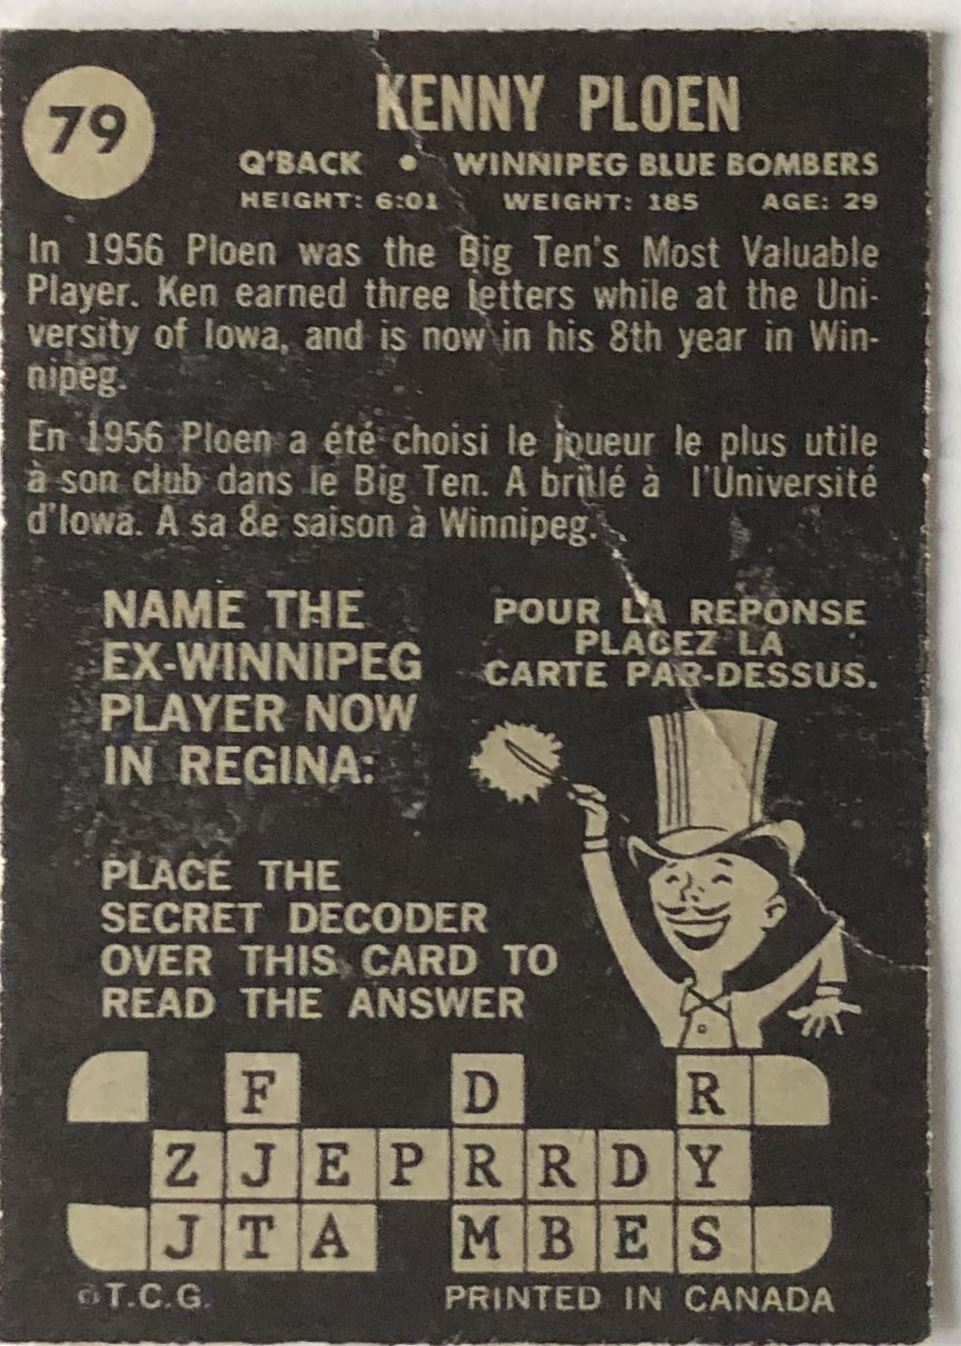 79
KENNY PLOEN
Q'BACK • WINNIPEG BLUE BOMBERS
HEIGHT: 6:01 WEIGHT: 185 AGE: 29
In 1956 Ploen was the Big Ten's Most Valuable
Player. Ken earned three letters while at the Uni-
versity of Iowa, and is now in his 8th year in Win-
nipeg.
En 1956 Ploen a été choisi le joueur le plus utile
à son club dans le Big Ten. A brillé à l'Université
d'Iowa. A sa 8e saison à Winnipeg.
NAME THE
EX-WINNIPEG
PLAYER NOW
IN REGINA:
POUR LA REPONSE
PLACEZ LA
CARTE PAR-DESSUS.
PLACE THE
SECRET DECODER
OVER THIS CARD TO
READ THE ANSWER
F D R
Z J E P R R D Y
J T A M B E S
©T.C.G.
PRINTED IN CANADA